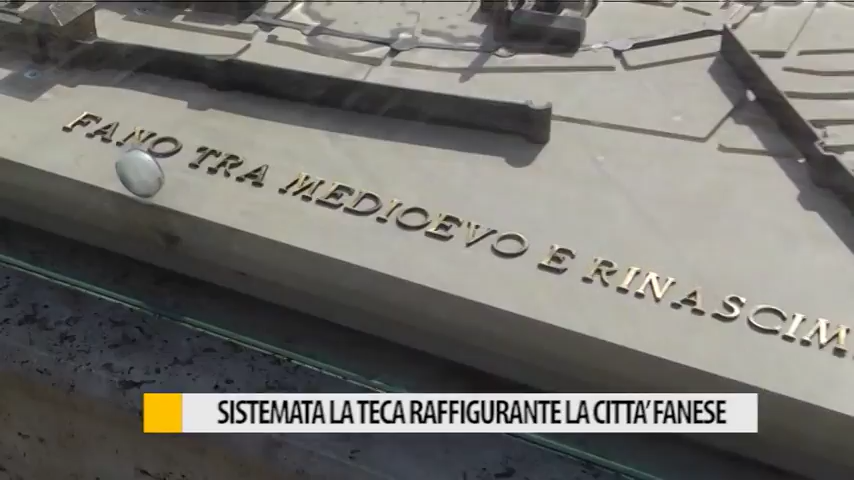 FANO TRA MEDIOEVO E RINASCIM
SISTEMATA LA TECA RAFFIGURANTE LA CITTA' FANESE